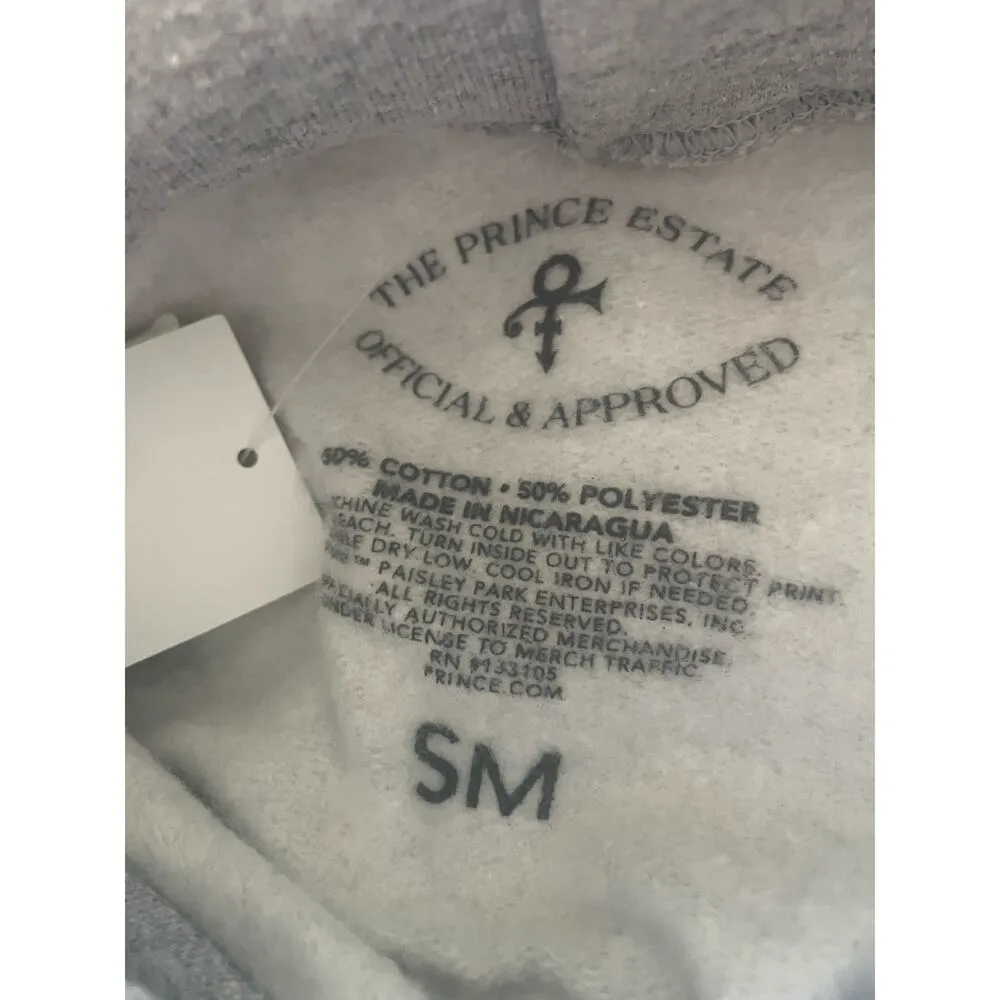 THE PRINCE ESTATE
OFFICIAL & APPROVED
50% COTTON • 50% POLYESTER
MADE IN NICARAGUA
WASH COLD WITH LIKE COLORS.
TURN INSIDE OUT TO PROTECT PRINT.
DRY LOW. COOL IRON IF NEEDED.
™ PAISLEY PARK ENTERPRISES, INC.
ALL RIGHTS RESERVED.
AUTHORIZED MERCHANDISE.
UNDER LICENSE TO MERCH TRAFFIC
RN #133105
PRINCE.COM
SM